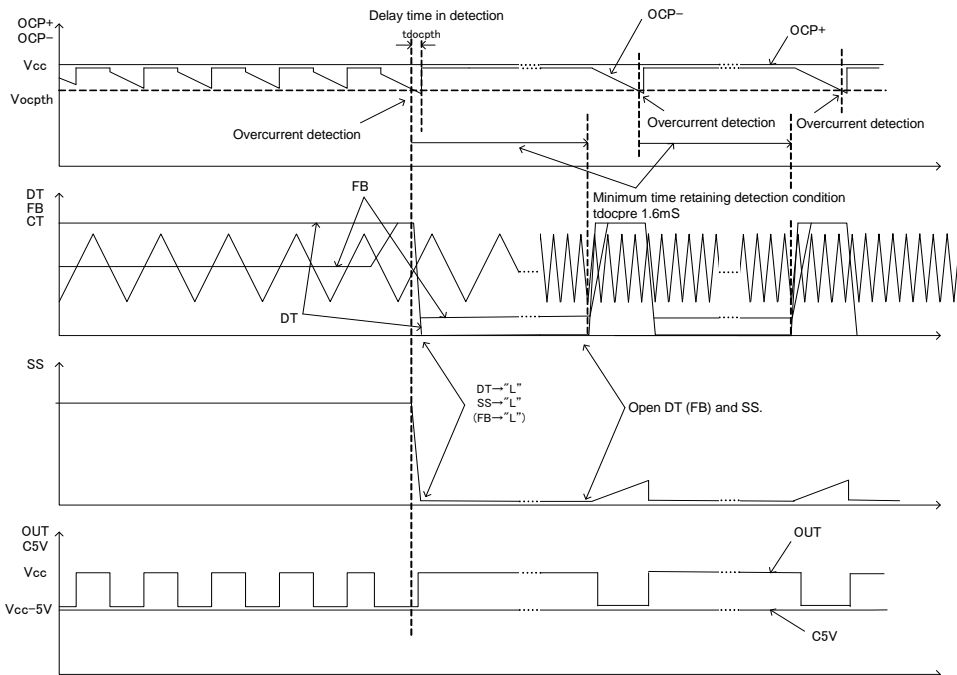 OCP+
OCP−
Delay time in detection
tdocpth
OCP−
OCP+
Vcc
Vocpth
Overcurrent detection
Overcurrent detection
Overcurrent detection
DT
FB
CT
FB
Minimum time retaining detection condition
tdocpre 1.6mS
DT
SS
DT→"L"
SS→"L"
(FB→"L")
Open DT (FB) and SS.
OUT
C5V
OUT
Vcc
Vcc−5V
C5V